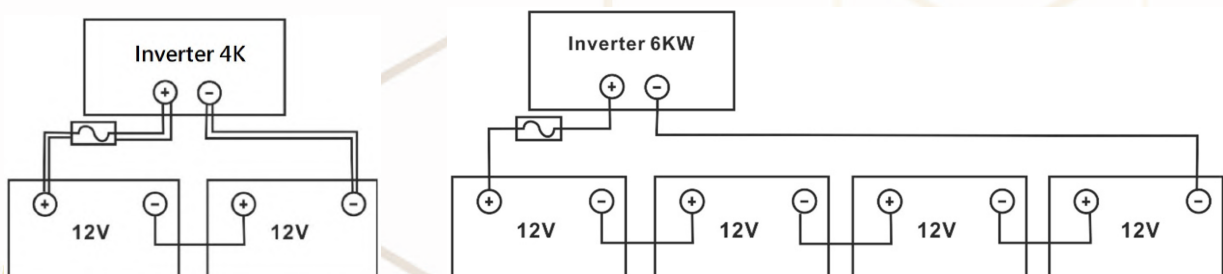 Inverter 4K
+ −
+ − + −
12V 12V
Inverter 6KW
+ −
+ − + − + − + −
12V 12V 12V 12V